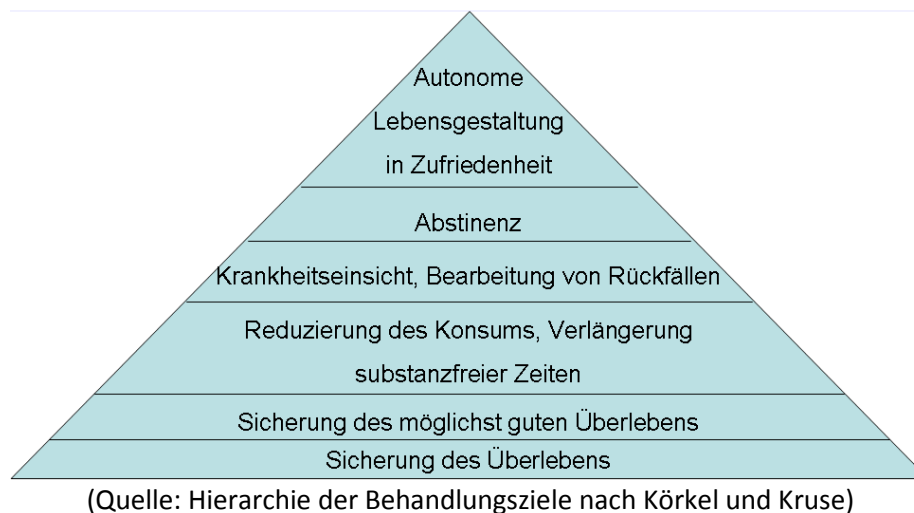 Autonome
Lebensgestaltung
in Zufriedenheit
Abstinenz
Krankheitseinsicht, Bearbeitung von Rückfällen
Reduzierung des Konsums, Verlängerung
substanzfreier Zeiten
Sicherung des möglichst guten Überlebens
Sicherung des Überlebens
(Quelle: Hierarchie der Behandlungsziele nach Körkel und Kruse)